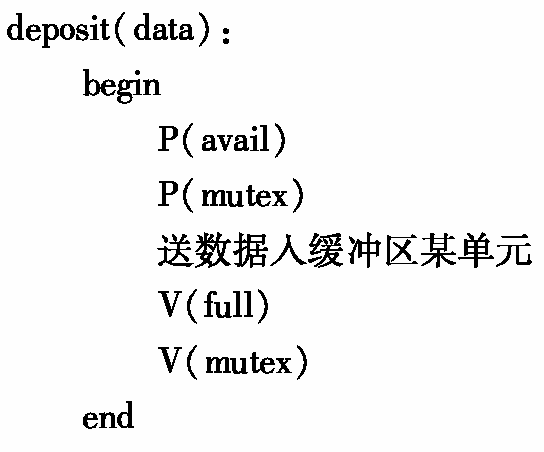 deposit(data):
begin
P(avail)
P(mutex)
送数据入缓冲区某单元
V(full)
V(mutex)
end